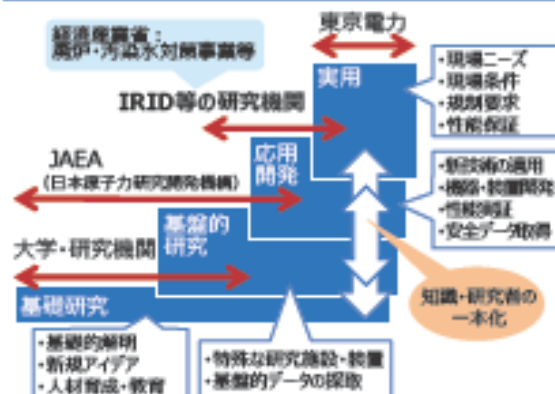 東京電力
経済産業省：
廃炉・汚染水対策事業等
実用
・現場ニーズ
・現場条件
・規制要求
・性能保証
IRID等の研究機関
応用
開発
・新技術の適用
・機器・装置開発
・性能実証
・安全データ取得
JAEA
（日本原子力研究開発機構）
基盤的
研究
大学・研究機関
知識・研究者の
一本化
基礎研究
・基礎的解明
・新規アイデア
・人材育成・教育
・特殊な研究施設・装置
・基盤的データの採取